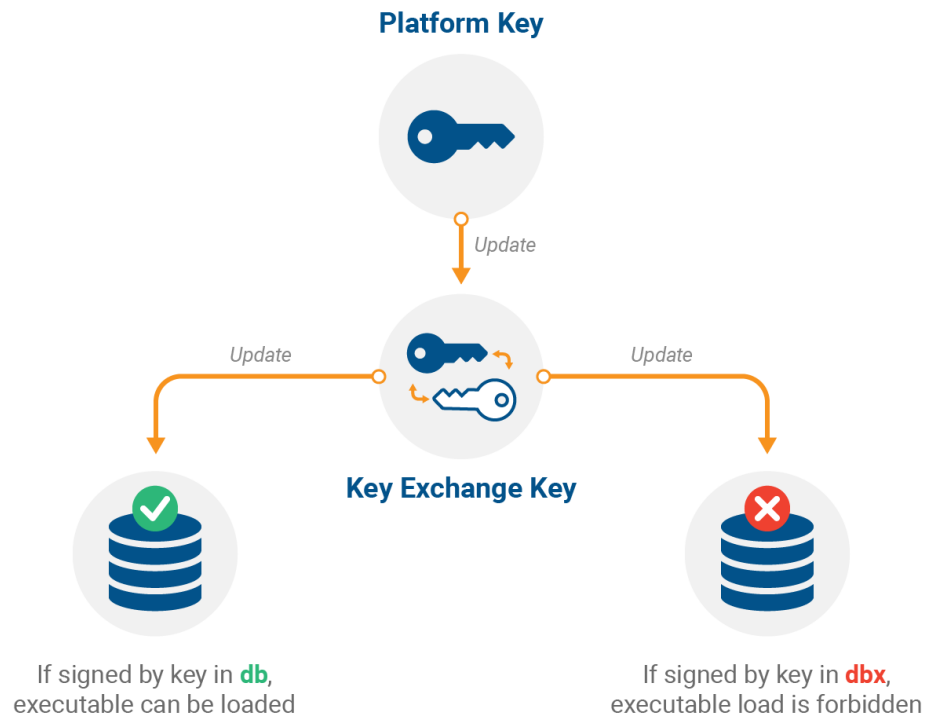 Platform Key
Update
Update
Update
Key Exchange Key
If signed by key in db,
executable can be loaded
If signed by key in dbx,
executable load is forbidden